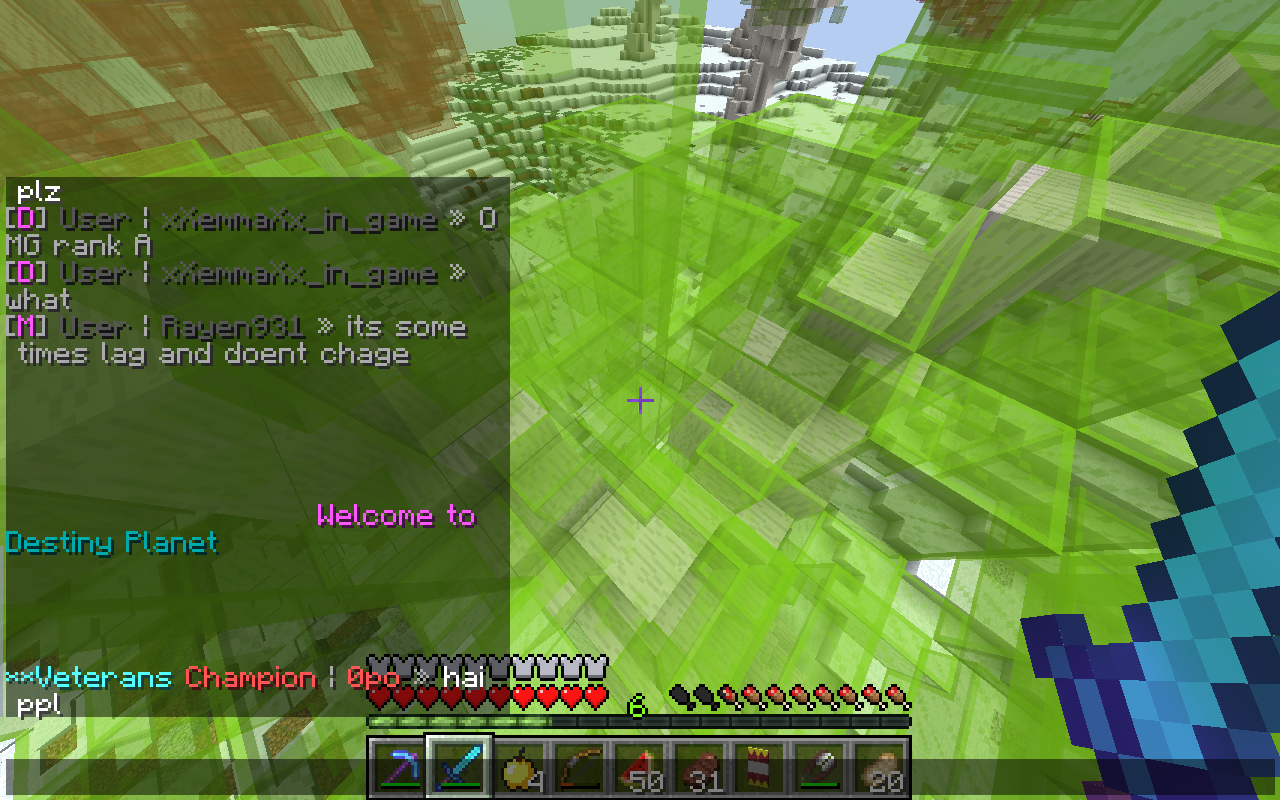 plz
[D] User ¦ xXemmaXx_in_game » O
MG rank A
[D] User ¦ xXemmaXx_in_game »
what
[M] User ¦ Rayen931 » its some
times lag and doent chage
Welcome to
Destiny Planet
**Veterans Champion ¦ 0po » hai
ppl
6
4 50 31 20